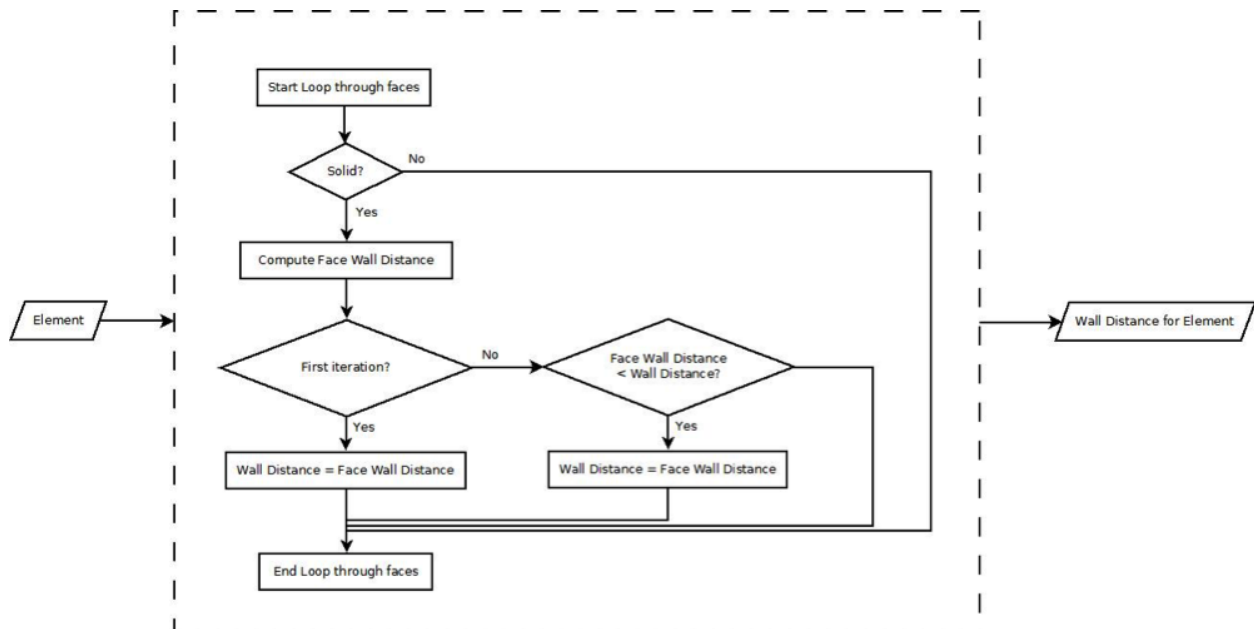 Start Loop through faces
Solid?
No
Yes
Compute Face Wall Distance
Element
Wall Distance for Element
First iteration?
No
Face Wall Distance
< Wall Distance?
Yes
Yes
Wall Distance = Face Wall Distance
Wall Distance = Face Wall Distance
End Loop through faces